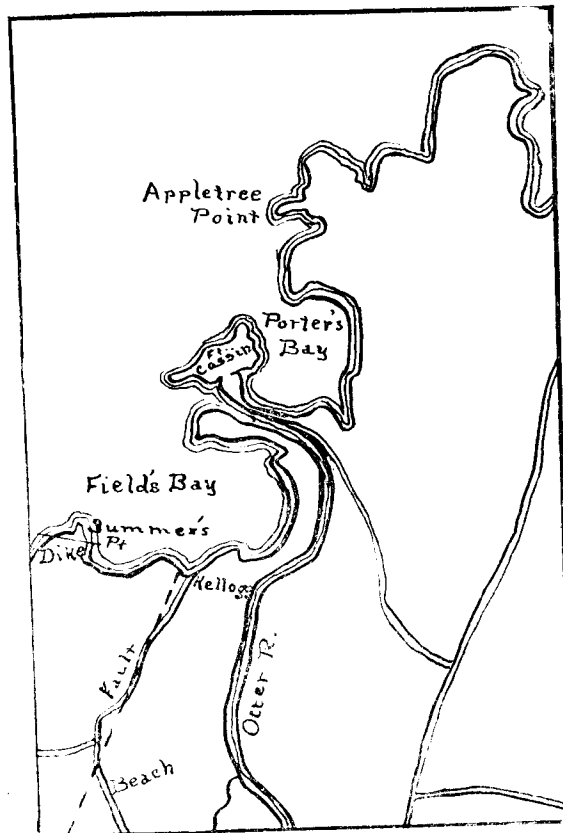 Appletree
Point
Porter's
Bay
Ft.
Cassin
Field's Bay
Summer's
Pt
Dike
Kellogg
Fault
Otter R.
Beach